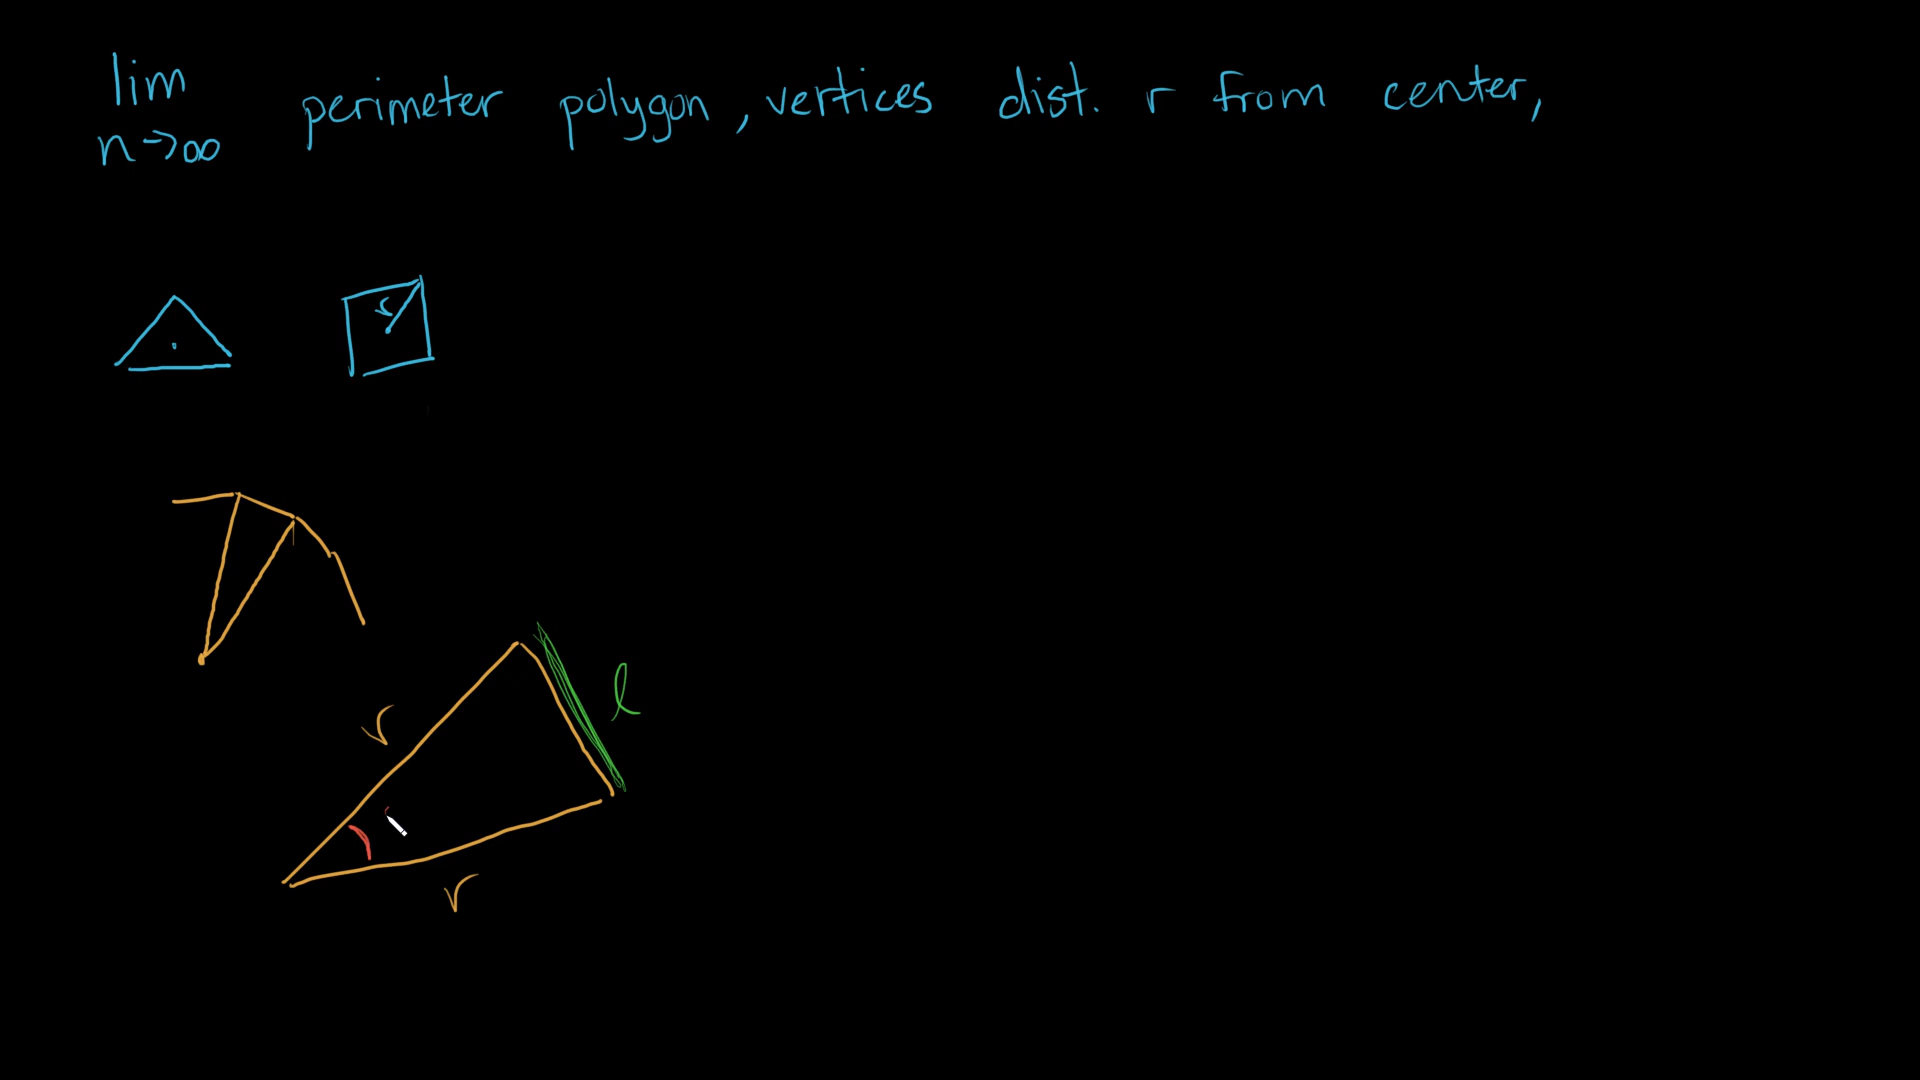 lim
n→∞ perimeter polygon, vertices dist. r from center,
r
l
r
r